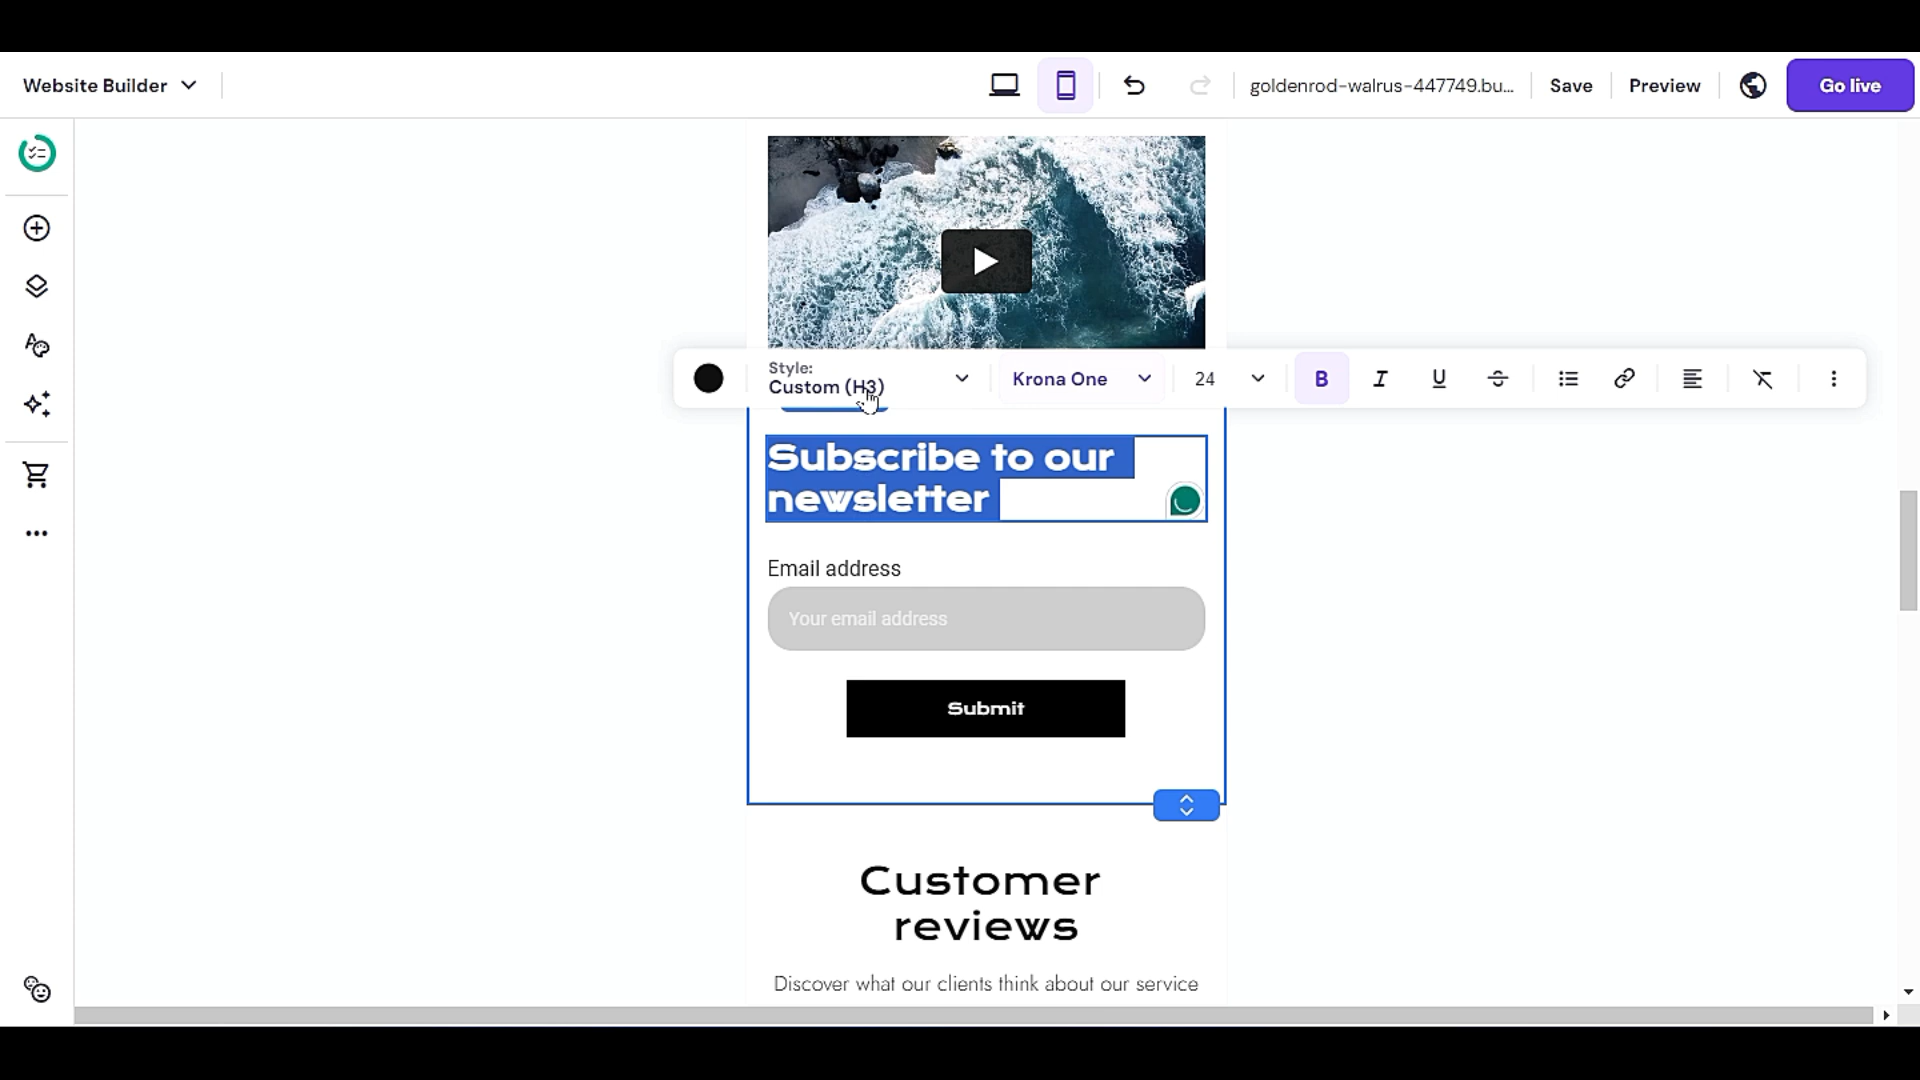 Website Builder
goldenrod-walrus-447749.bu...
Save
Preview
Go live
Style:
Custom (H3)
Krona One
24
B
I
U
S
Subscribe to our
newsletter
Email address
Your email address
Submit
Customer
reviews
Discover what our clients think about our service